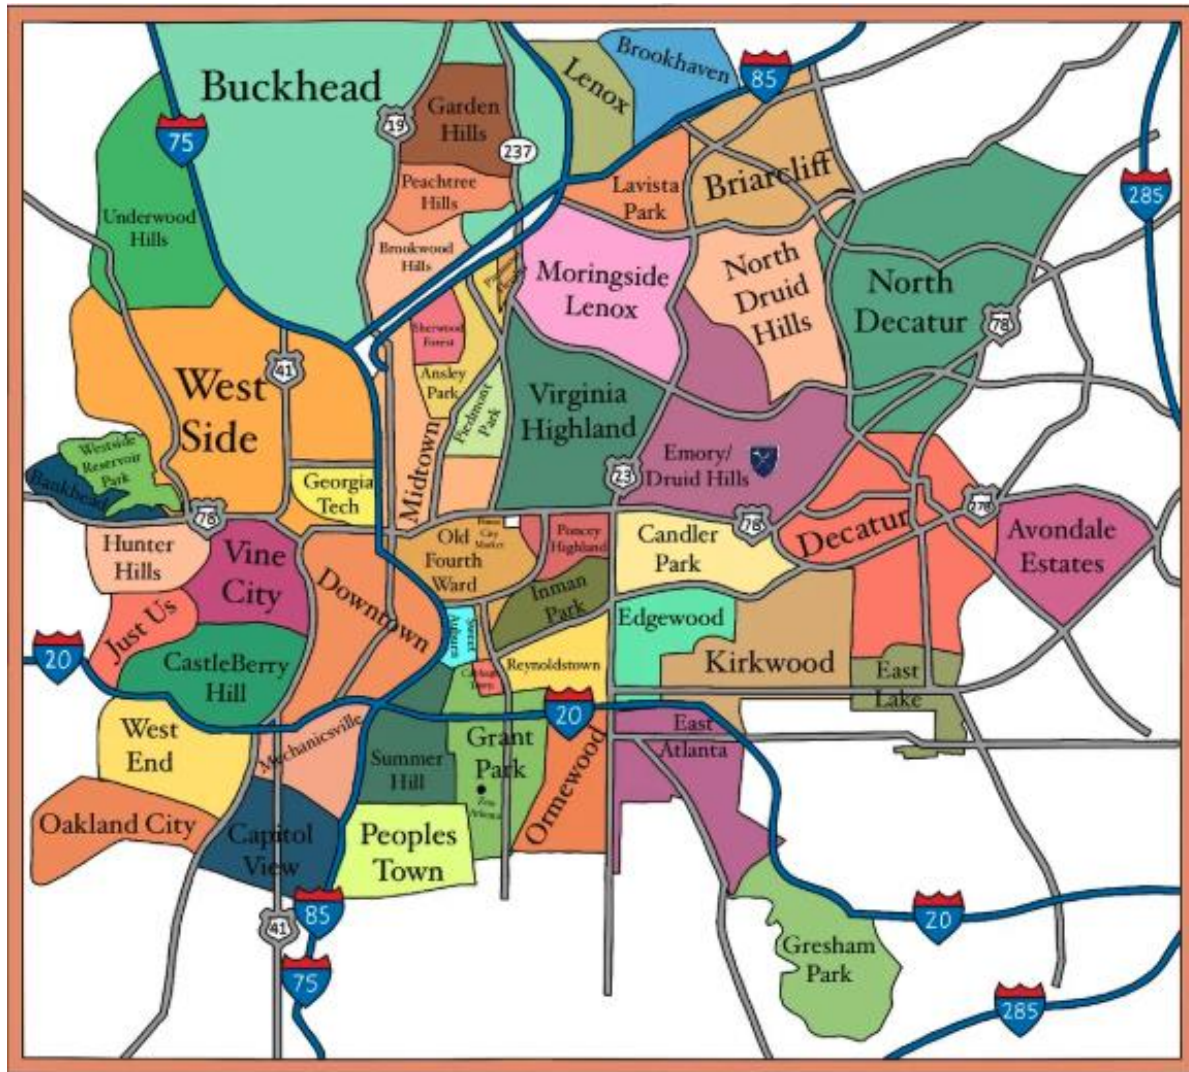 Buckhead
Brookhaven
Lenox
85
75
19
Garden
Hills
237
Peachtree
Hills
Lavista
Park
Briarcliff
285
Underwood
Hills
Brookwood
Hills
Moringside
Lenox
North
Druid
Hills
North
Decatur
78
Sherwood
Forest
41
West
Side
Ansley
Park
Piedmont
Park
Virginia
Highland
Midtown
Emory/
Druid Hills
23
Westside
Reservoir
Park
Bankhead
Georgia
Tech
78
78
278
Hunter
Hills
Vine
City
Old
Fourth
Ward
City
Market
Poncey
Highland
Candler
Park
Decatur
Avondale
Estates
Downtown
Inman
Park
Just Us
Sweet
Auburn
Edgewood
20
CastleBerry
Hill
Reynoldstown
Kirkwood
East
Lake
20
West
End
Mechanicsville
Summer
Hill
Grant
Park
Zoo
Atlanta
Ormewood
East
Atlanta
Oakland City
Capitol
View
Peoples
Town
85
41
20
Gresham
Park
75
285